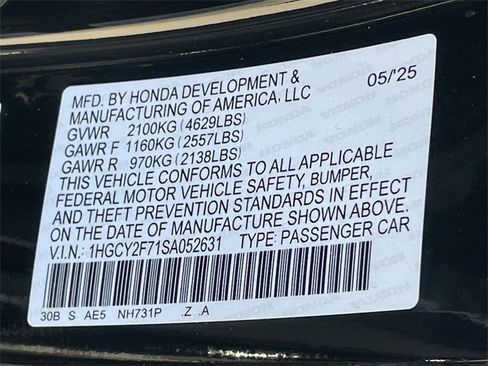 MFD. BY HONDA DEVELOPMENT & 05/'25
MANUFACTURING OF AMERICA, LLC
GVWR 2100KG (4629LBS)
GAWR F 1160KG (2557LBS)
GAWR R 970KG (2138LBS)
THIS VEHICLE CONFORMS TO ALL APPLICABLE
FEDERAL MOTOR VEHICLE SAFETY, BUMPER,
AND THEFT PREVENTION STANDARDS IN EFFECT
ON THE DATE OF MANUFACTURE SHOWN ABOVE.
V.I.N.: 1HGCY2F71SA052631 TYPE: PASSENGER CAR
30B S AE5 NH731P .Z .A